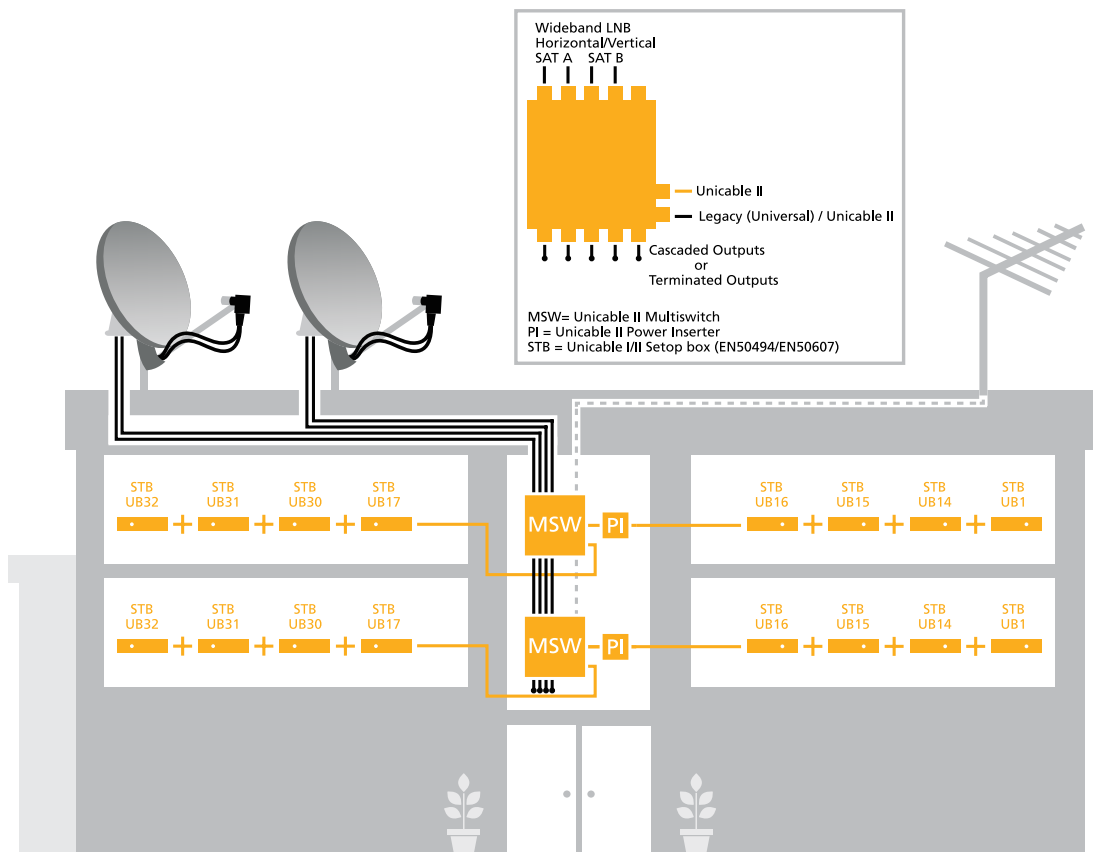 Wideband LNB
Horizontal/Vertical
SAT A SAT B
Unicable II
Legacy (Universal) / Unicable II
Cascaded Outputs
or
Terminated Outputs
MSW= Unicable II Multiswitch
PI = Unicable II Power Inserter
STB = Unicable I/II Setop box (EN50494/EN50607)
STB STB STB STB
UB32 UB31 UB30 UB17
MSW PI
STB STB STB STB
UB16 UB15 UB14 UB1
STB STB STB STB
UB32 UB31 UB30 UB17
MSW PI
STB STB STB STB
UB16 UB15 UB14 UB1